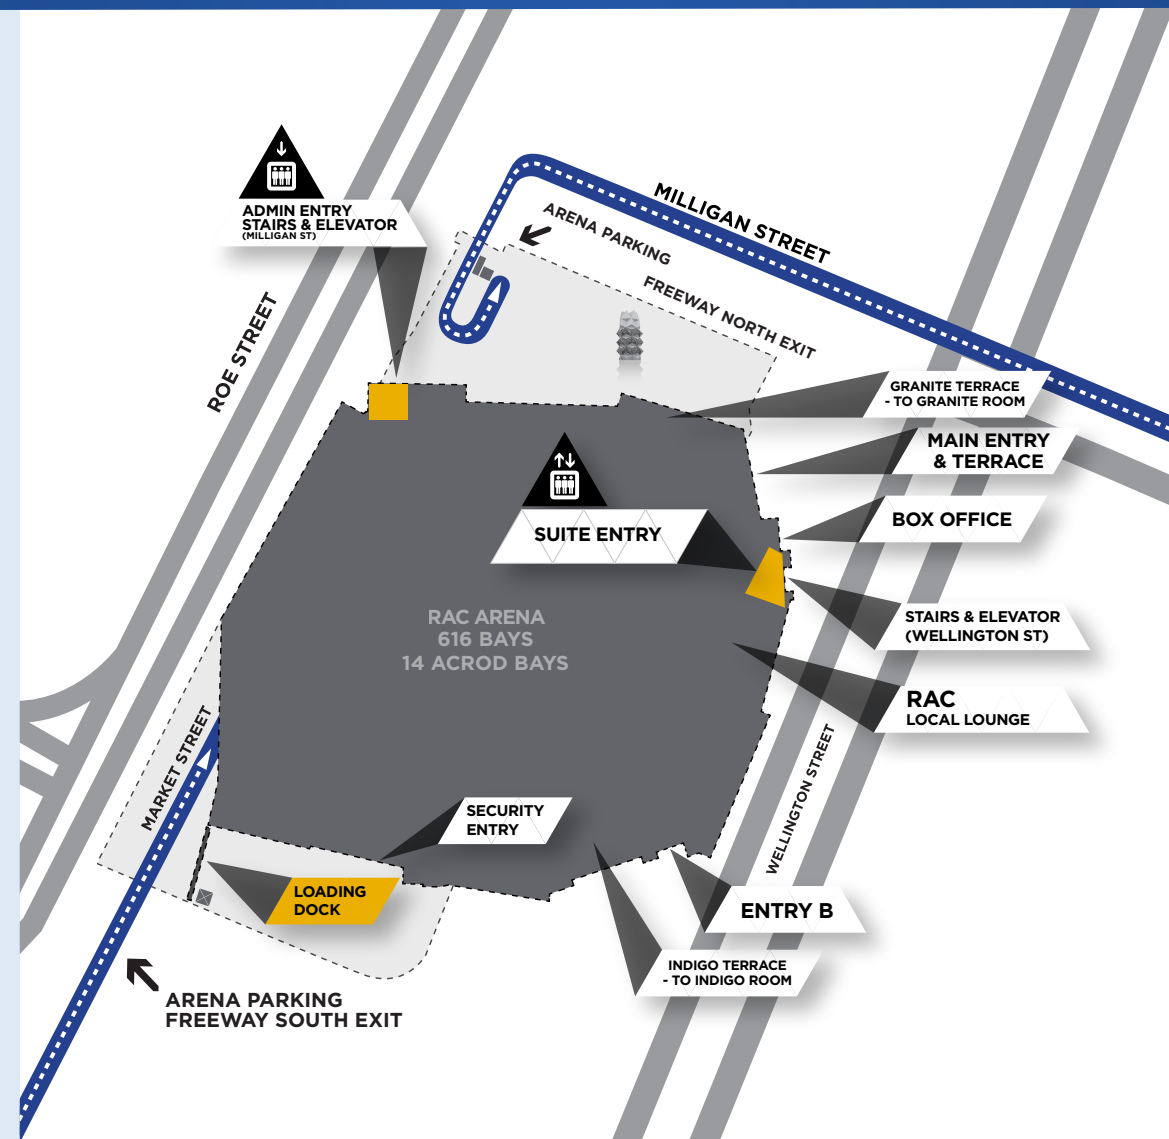 MILLIGAN STREET
ADMIN ENTRY
STAIRS & ELEVATOR
(MILLIGAN ST)
ARENA PARKING
FREEWAY NORTH EXIT
ROE STREET
GRANITE TERRACE
- TO GRANITE ROOM
MAIN ENTRY
& TERRACE
BOX OFFICE
SUITE ENTRY
STAIRS & ELEVATOR
(WELLINGTON ST)
RAC ARENA
616 BAYS
14 ACROD BAYS
RAC
LOCAL LOUNGE
MARKET STREET
WELLINGTON STREET
SECURITY
ENTRY
LOADING
DOCK
ENTRY B
INDIGO TERRACE
- TO INDIGO ROOM
ARENA PARKING
FREEWAY SOUTH EXIT